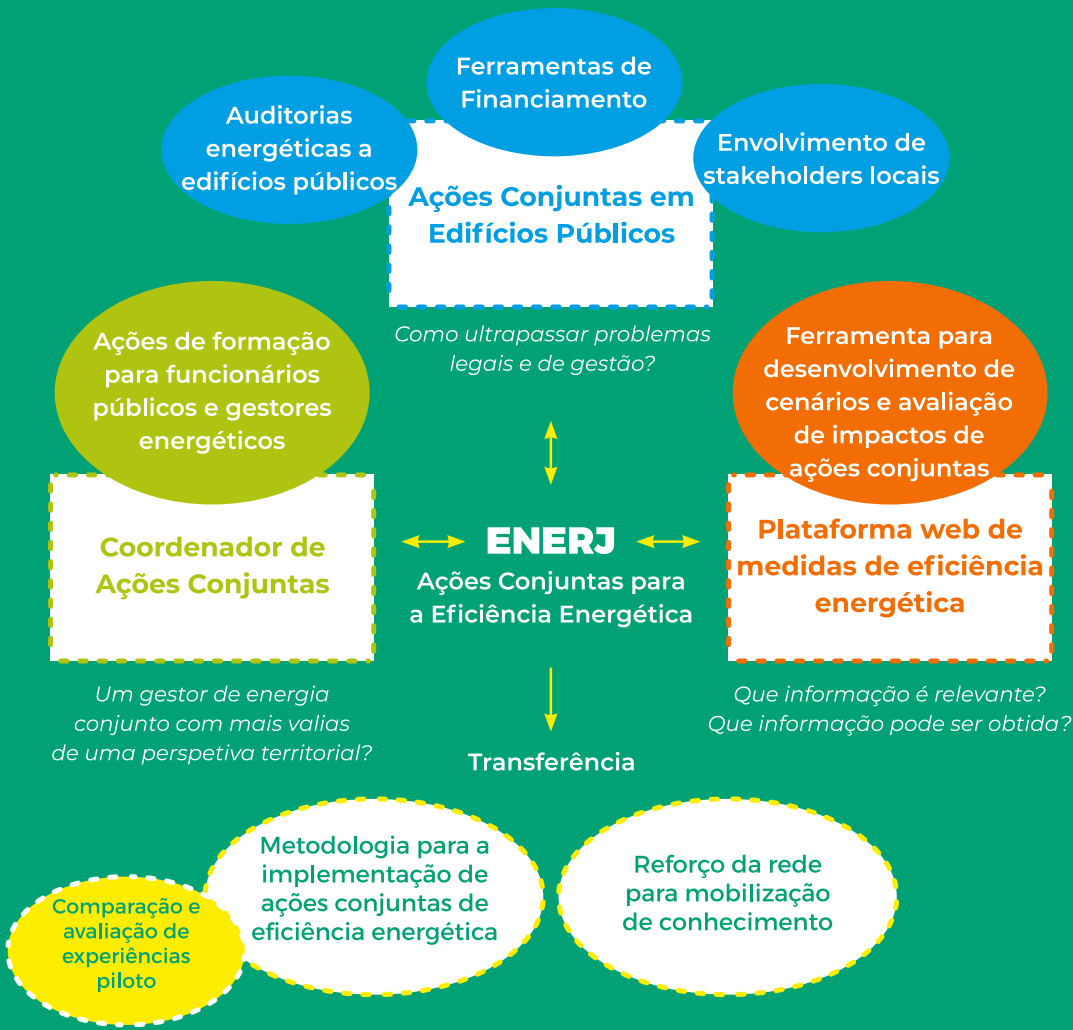 Ferramentas de
Financiamento
Auditorias
energéticas a
edifícios públicos
Envolvimento de
stakeholders locais
Ações Conjuntas em
Edifícios Públicos
Como ultrapassar problemas
legais e de gestão?
Ações de formação
para funcionários
públicos e gestores
energéticos
Ferramenta para
desenvolvimento de
cenários e avaliação
de impactos de
ações conjuntas
Coordenador de
Ações Conjuntas
ENERJ
Ações Conjuntas para
a Eficiência Energética
Plataforma web de
medidas de eficiência
energética
Um gestor de energia
conjunto com mais valias
de uma perspetiva territorial?
Que informação é relevante?
Que informação pode ser obtida?
Transferência
Metodologia para a
implementação de
ações conjuntas de
eficiência energética
Reforço da rede
para mobilização
de conhecimento
Comparação e
avaliação de
experiências
piloto